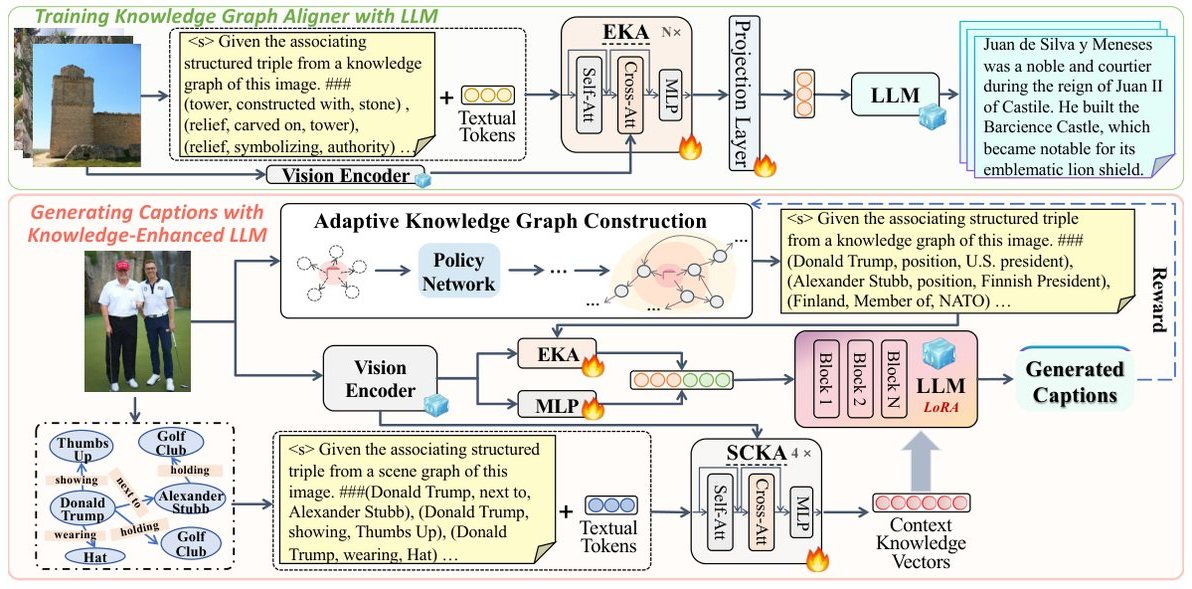 Training Knowledge Graph Aligner with LLM
<s> Given the associating
structured triple from a knowledge
graph of this image. ###
(tower, constructed with, stone) ,
(relief, carved on, tower),
(relief, symbolizing, authority) …
+
Textual
Tokens
Vision Encoder
EKA
N×
Self-Att
Cross-Att
MLP
Projection Layer
LLM
Juan de Silva y Meneses
was a noble and courtier
during the reign of Juan II
of Castile. He built the
Barcience Castle, which
became notable for its
emblematic lion shield.
Generating Captions with
Knowledge-Enhanced LLM
Adaptive Knowledge Graph Construction
Policy
Network
...
...
...
...
<s> Given the associating structured triple
from a knowledge graph of this image. ###
(Donald Trump, position, U.S. president),
(Alexander Stubb, position, Finnish President),
(Finland, Member of, NATO) …
Reward
Vision
Encoder
EKA
MLP
Block 1
Block 2
Block N
LLM
LoRA
Generated
Captions
Thumbs
Up
Golf
Club
showing
next to
holding
Donald
Trump
Alexander
Stubb
wearing
holding
Hat
Golf
Club
<s> Given the associating structured
triple from a scene graph of this
image. ###(Donald Trump, next to,
Alexander Stubb), (Donald Trump,
showing, Thumbs Up), (Donald
Trump, wearing, Hat) …
+
Textual
Tokens
SCKA
4 ×
Self-Att
Cross-Att
MLP
Context
Knowledge
Vectors